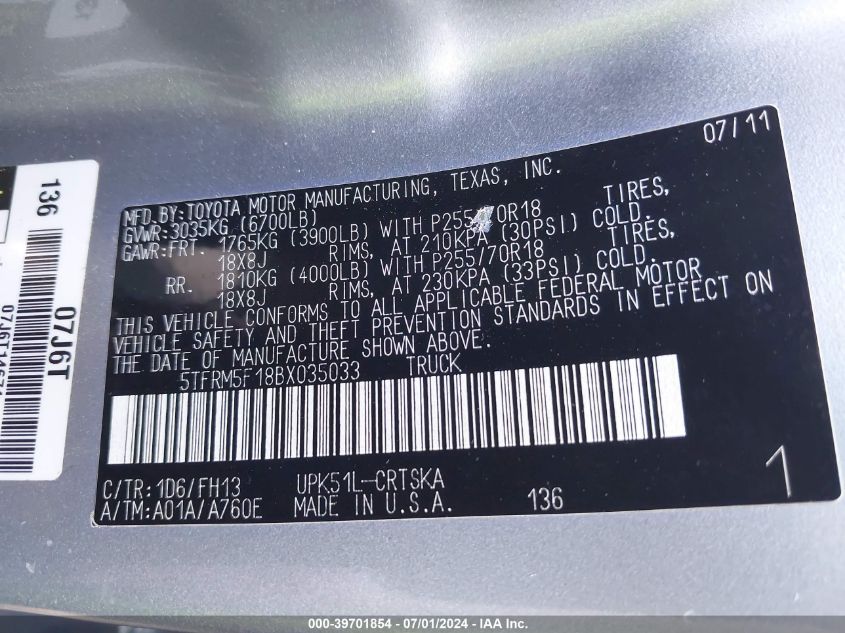 07/11
MFD.BY:TOYOTA MOTOR MANUFACTURING, TEXAS, INC.
GVWR:3035KG (6700LB)
GAWR:FRT. 1765KG (3900LB) WITH P255/70R18 TIRES,
18X8J RIMS, AT 210KPA (30PSI) COLD.
RR. 1810KG (4000LB) WITH P255/70R18 TIRES,
18X8J RIMS, AT 230KPA (33PSI) COLD.
THIS VEHICLE CONFORMS TO ALL APPLICABLE FEDERAL MOTOR
VEHICLE SAFETY AND THEFT PREVENTION STANDARDS IN EFFECT ON
THE DATE OF MANUFACTURE SHOWN ABOVE.
5TFRM5F18BX035033 TRUCK
C/TR:1D6/FH13 UPK51L-CRTSKA
A/TM:A01A/A760E MADE IN U.S.A. 136
1
136
07J6T
000-39701854 / 07/01/2024 - IAA Inc.